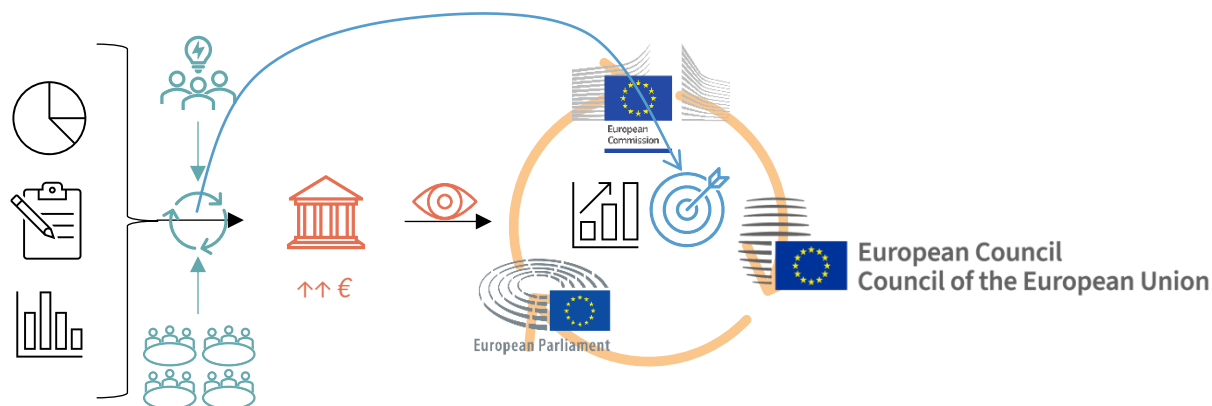 European
Commission
↑↑ €
European Council
Council of the European Union
European Parliament